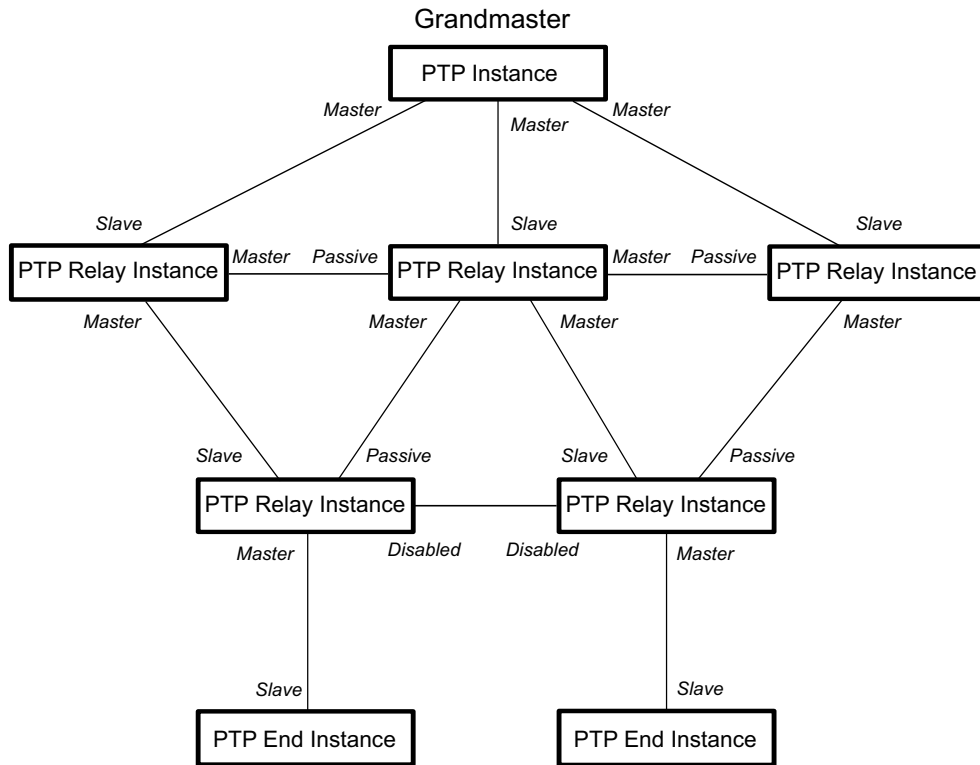 Grandmaster
PTP Instance
Master
Master
Master
Slave
Slave
Slave
PTP Relay Instance
Master
Passive
PTP Relay Instance
Master
Passive
PTP Relay Instance
Master
Master
Master
Master
Slave
Passive
Slave
Passive
PTP Relay Instance
PTP Relay Instance
Master
Disabled
Disabled
Master
Slave
Slave
PTP End Instance
PTP End Instance